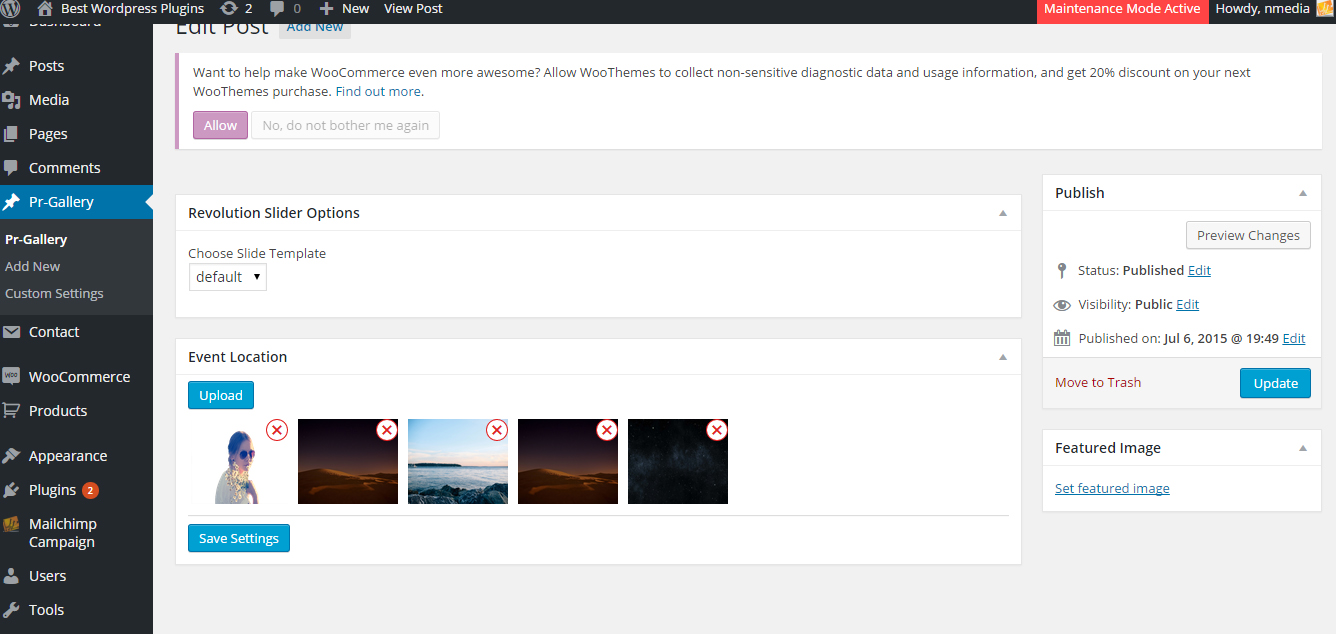 Best Wordpress Plugins 2 0 New View Post Maintenance Mode Active Howdy, nmedia
Dashboard
Posts
Media
Pages
Comments
Pr-Gallery
Pr-Gallery
Add New
Custom Settings
Contact
WooCommerce
Products
Appearance
Plugins 2
Mailchimp
Campaign
Users
Tools
Edit Post Add New
Want to help make WooCommerce even more awesome? Allow WooThemes to collect non-sensitive diagnostic data and usage information, and get 20% discount on your next
WooThemes purchase. Find out more.
Allow No, do not bother me again
Revolution Slider Options
Choose Slide Template
default
Event Location
Upload
Save Settings
Publish
Preview Changes
Status: Published Edit
Visibility: Public Edit
Published on: Jul 6, 2015 @ 19:49 Edit
Move to Trash Update
Featured Image
Set featured image